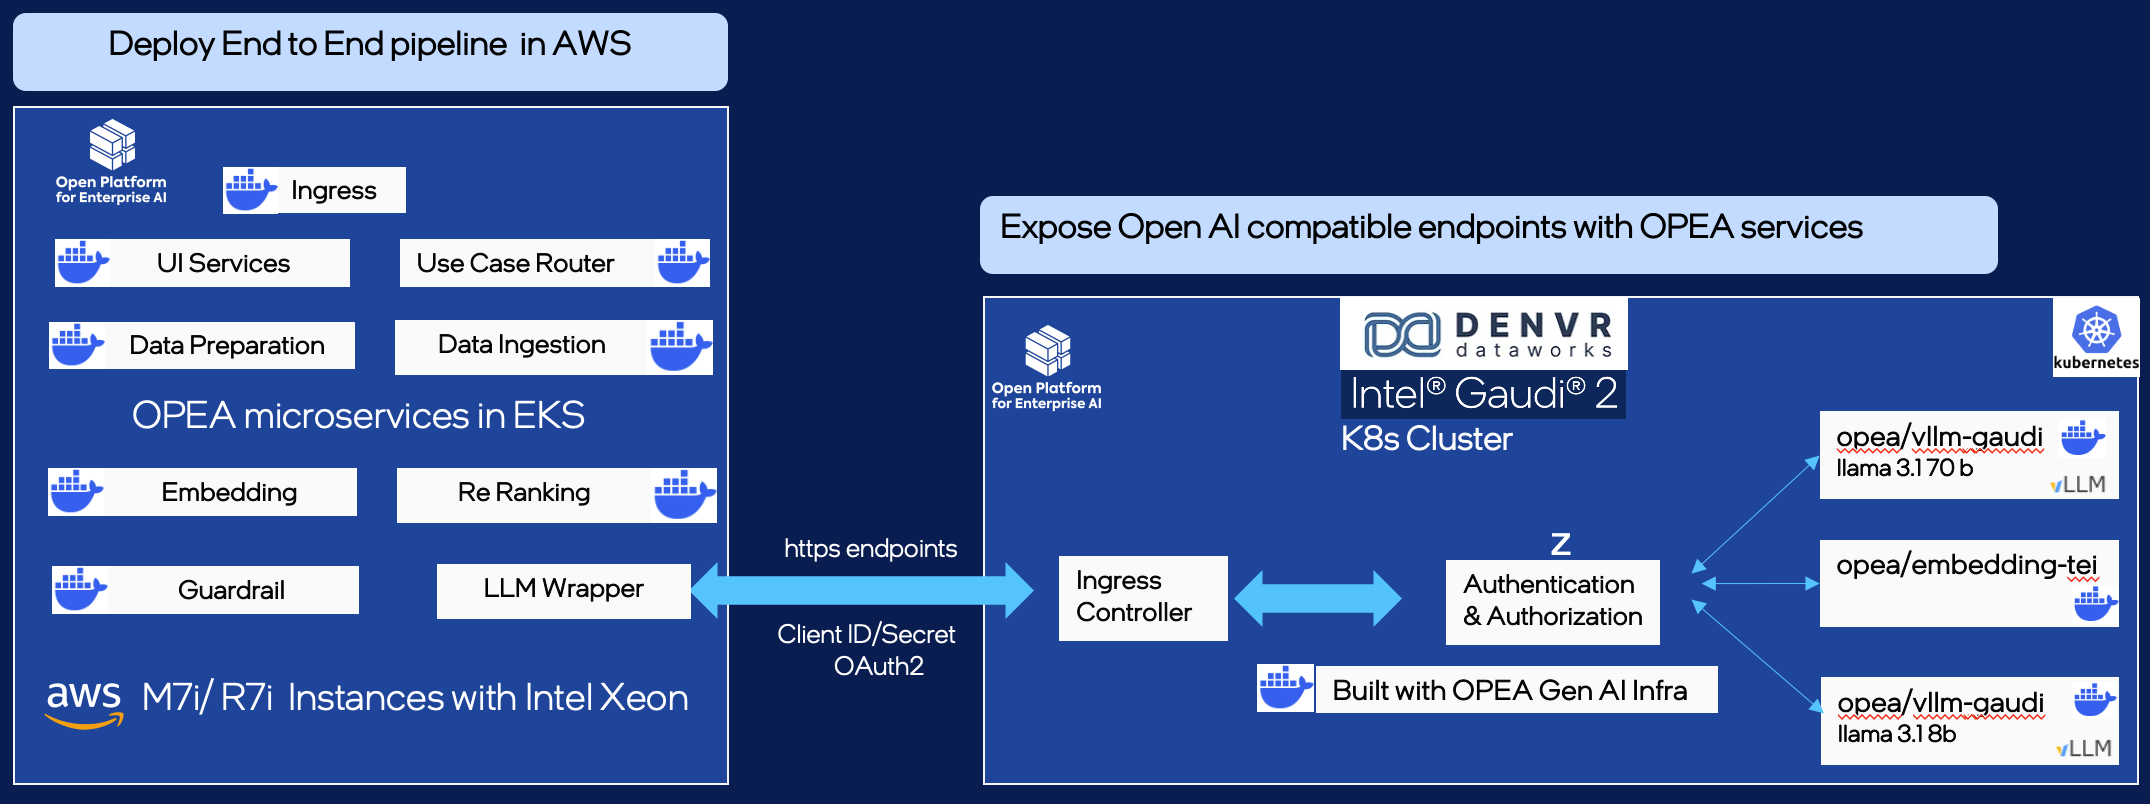 Deploy End to End pipeline in AWS
Open Platform
for Enterprise AI
Ingress
UI Services
Use Case Router
Data Preparation
Data Ingestion
OPEA microservices in EKS
Embedding
Re Ranking
Guardrail
LLM Wrapper
aws
M7i/ R7i Instances with Intel Xeon
https endpoints
Client ID/Secret
OAuth2
Expose Open AI compatible endpoints with OPEA services
Open Platform
for Enterprise AI
DENVR
dataworks
Intel® Gaudi® 2
K8s Cluster
kubernetes
Ingress
Controller
Z
Authentication
& Authorization
Built with OPEA Gen AI Infra
opea/vllm-gaudi
llama 3.1 70 b
vLLM
opea/embedding-tei
opea/vllm-gaudi
llama 3.1 8b
vLLM